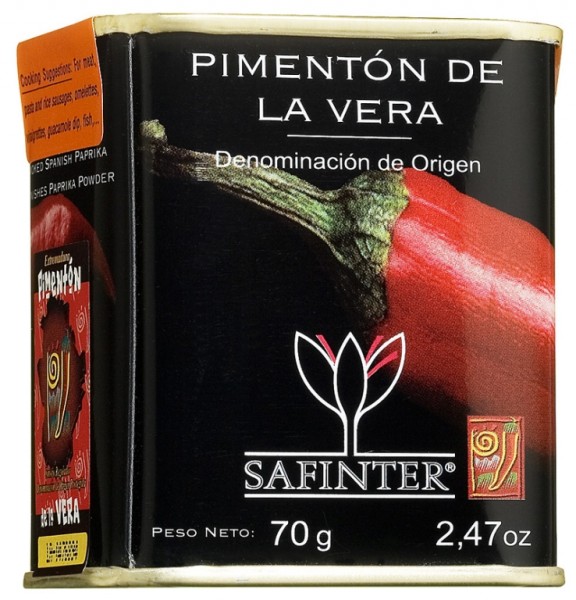 PIMENTÓN DE
LA VERA
Denominación de Origen
SAFINTER®
PESO NETO: 70 g 2,47 oz
Cooking Suggestions: For meat,
pasta and rice sausages, omelettes,
guacamole dip, fish,...
SPANISH PAPRIKA
PAPRIKA POWDER
Extremadura
PIMENTÓN
de la VERA